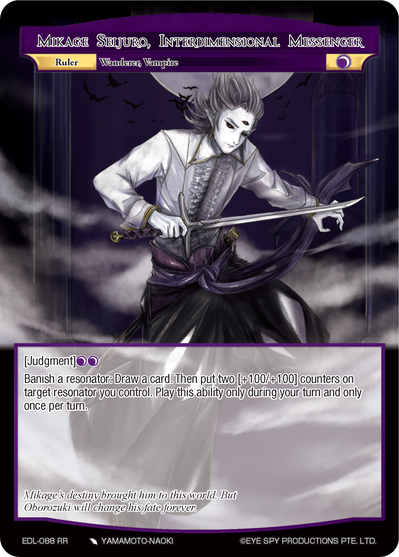 Mikage Seijuro, Interdimensional Messenger
Ruler
Wanderer, Vampire
[Judgment]
Banish a resonator: Draw a card. Then put two [+100/+100] counters on
target resonator you control. Play this ability only during your turn and only
once per turn.
Mikage's destiny brought him to this world. But
Oborozuki will change his fate forever.
EDL-088 RR YAMAMOTO-NAOKI ©EYE SPY PRODUCTIONS PTE. LTD.